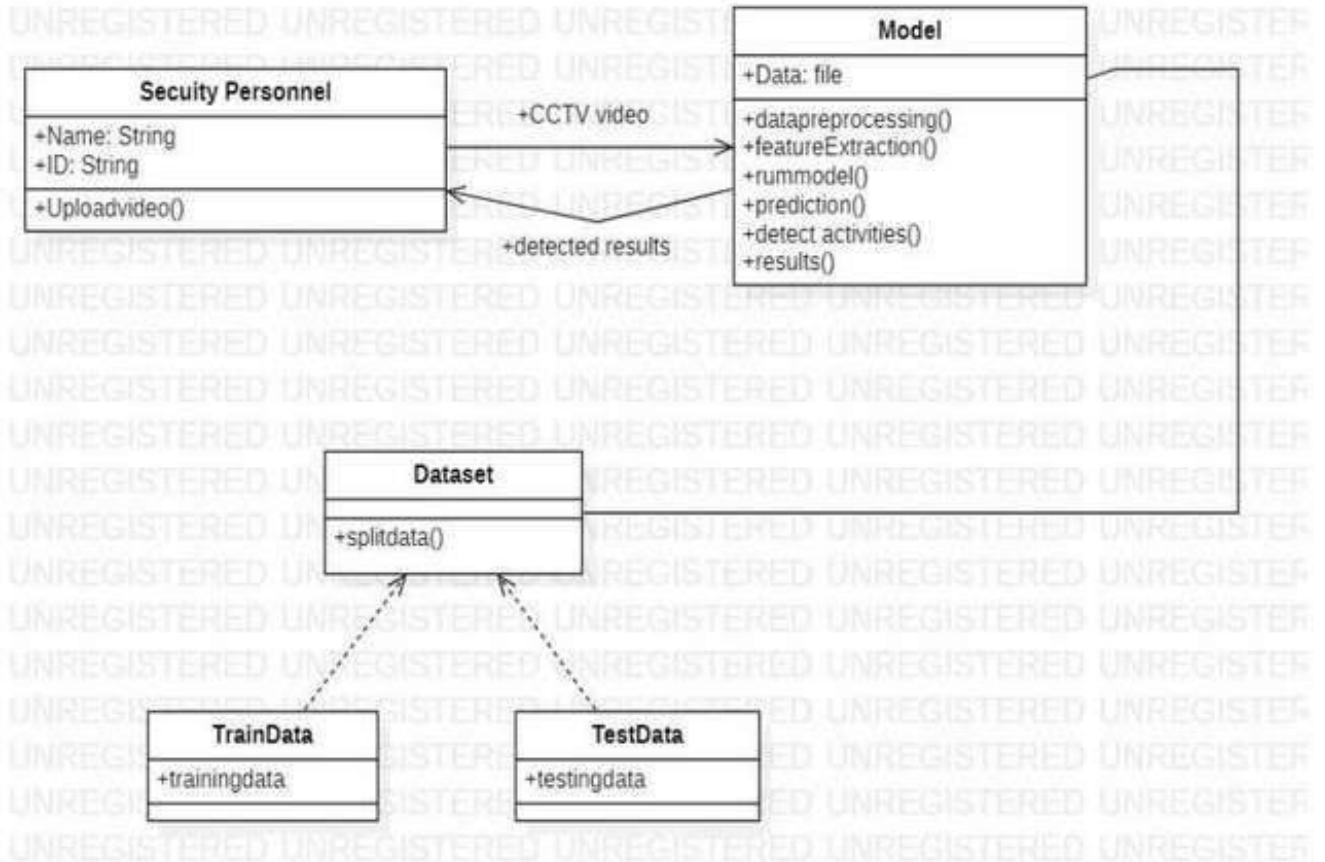 Model
+Data: file
+datapreprocessing()
+featureExtraction()
+rummodel()
+prediction()
+detect activities()
+results()
Secuity Personnel
+Name: String
+ID: String
+Uploadvideo()
+CCTV video
+detected results
Dataset
+splitdata()
TrainData
+trainingdata
TestData
+testingdata
UNREGISTERED